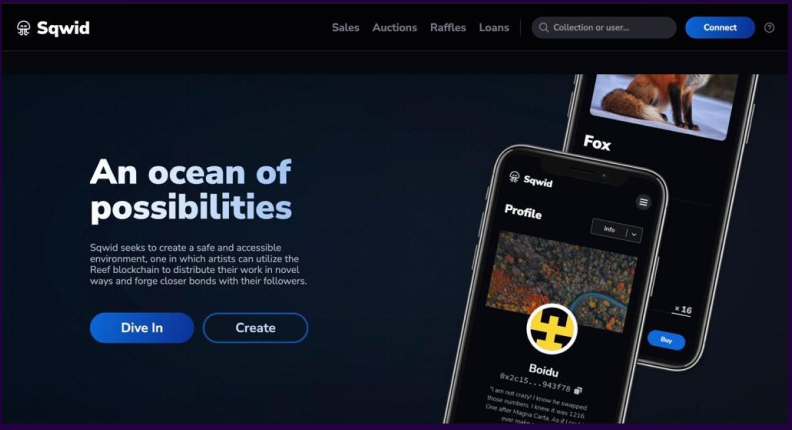 Sqwid
Sales
Auctions
Raffles
Loans
Collection or user...
Connect
?
An ocean of
possibilities
Sqwid seeks to create a safe and accessible
environment, one in which artists can utilize the
Reef blockchain to distribute their work in novel
ways and forge closer bonds with their followers.
Dive In
Create
Fox
x 16
Buy
Sqwid
Profile
Info
Boidu
0x2c15...943f78
"I am not crazy! I know he swapped
those numbers. I knew it was 1216.
One after Magna Carta. As if I could
ever make